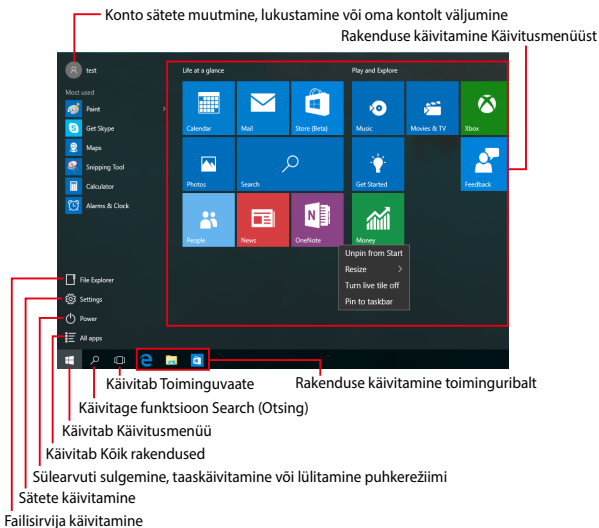 Konto sätete muutmine, lukustamine või oma kontolt väljumine
Rakenduse käivitamine Käivitusmenüüst
test
Life at a glance
Play and Explore
Most used
Paint
Get Skype
Maps
Snipping Tool
Calculator
Alarms & Clock
Calendar
Mail
Store (Beta)
Music
Movies & TV
Xbox
Photos
Search
Get Started
Feedback
People
News
OneNote
Money
Unpin from Start
Resize
Turn live tile off
Pin to taskbar
File Explorer
Settings
Power
All apps
Käivitab Toiminguvaate
Rakenduse käivitamine toiminguribalt
Käivitage funktsioon Search (Otsing)
Käivitab Käivitusmenüü
Käivitab Kõik rakendused
Sülearvuti sulgemine, taaskäivitamine või lülitamine puhkerežiimi
Sätete käivitamine
Failisirvija käivitamine